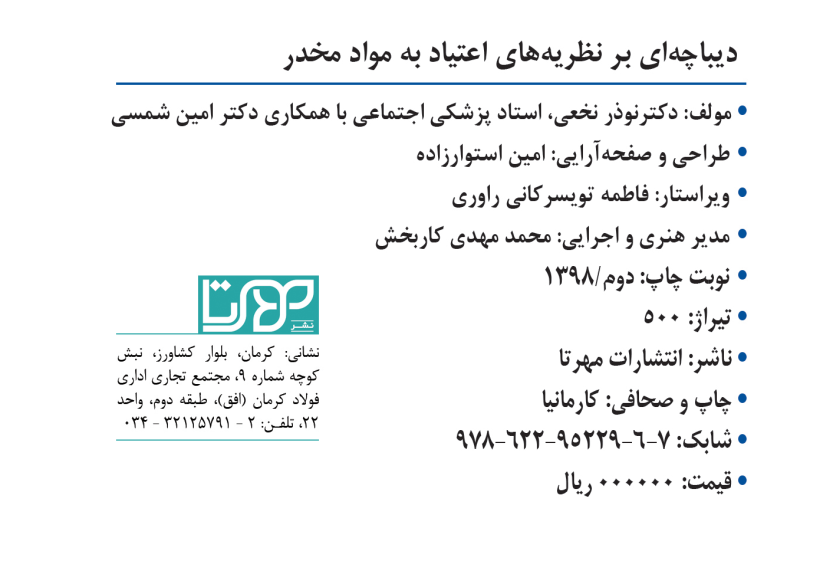 دیباچه‌ای بر نظریه‌های اعتیاد به مواد مخدر
• مولف: دکترنوذر نخعی، استاد پزشکی اجتماعی با همکاری دکتر امین شمسی
• طراحی و صفحه‌آرایی: امین استوارزاده
• ویراستار: فاطمه تویسرکانی راوری
• مدیر هنری و اجرایی: محمد مهدی کاربخش
• نوبت چاپ: دوم/۱۳۹۸
• تیراژ: ۵۰۰
• ناشر: انتشارات مهرتا
• چاپ و صحافی: کارمانیا
• شابک: ۷-۶-۹۵۲۲۹-۶۲۲-۹۷۸
• قیمت: ۰۰۰۰۰۰ ریال
مهرتا
نشر
نشانی: کرمان، بلوار کشاورز، نبش
کوچه شماره ۹، مجتمع تجاری اداری
فولاد کرمان (افق)، طبقه دوم، واحد
۲۲، تلفـن: ۲ - ۳۲۱۲۵۷۹۱ - ۰۳۴